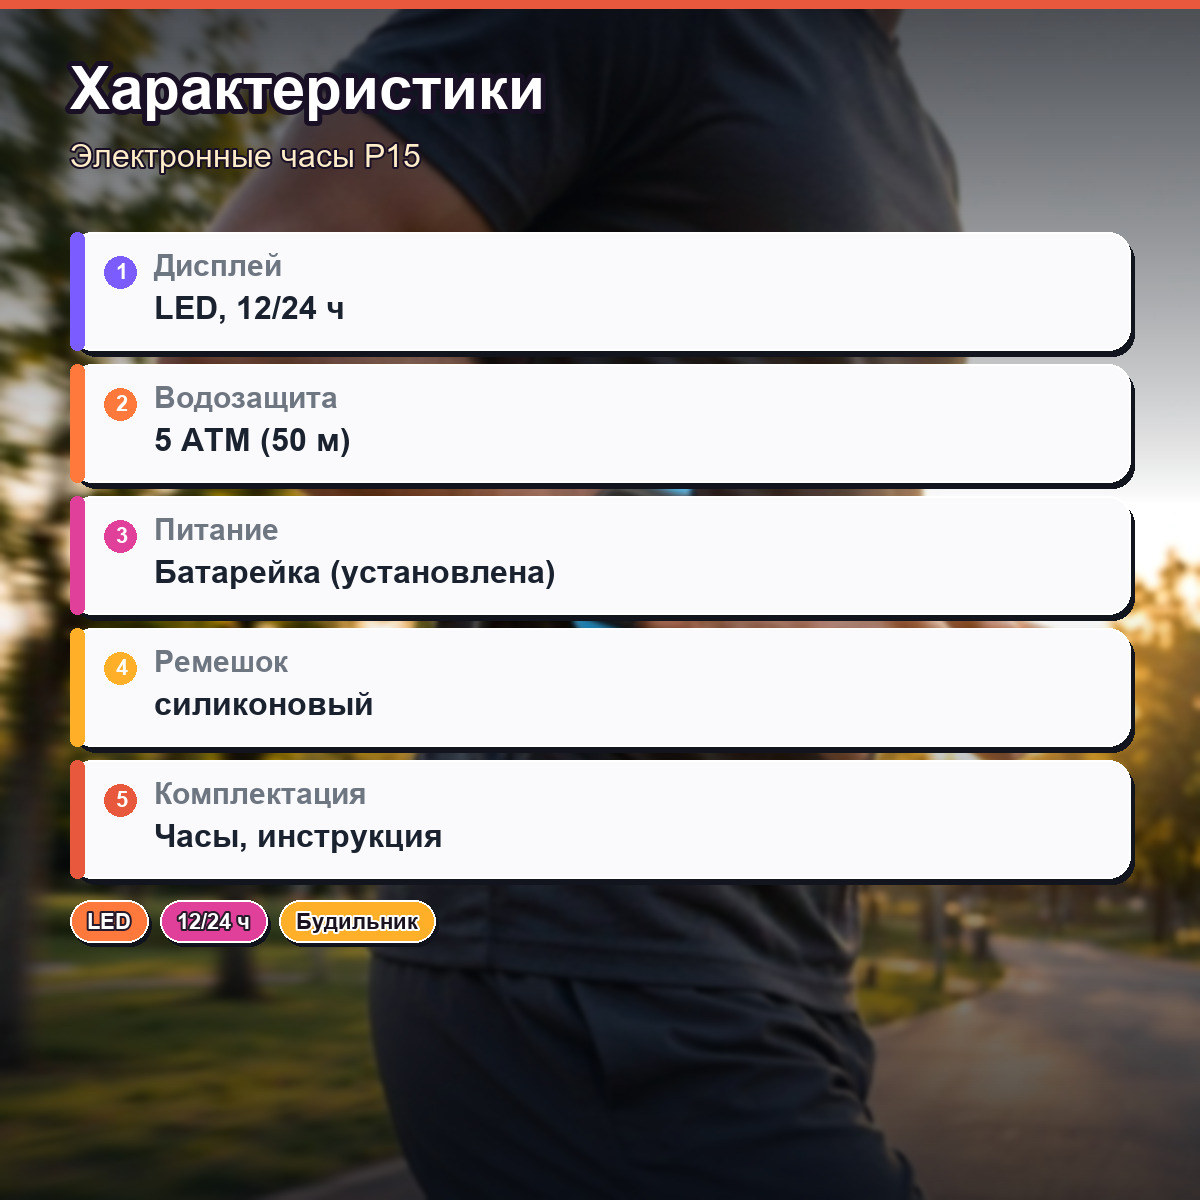 Характеристики
Электронные часы P15
1 Дисплей
LED, 12/24 ч
2 Водозащита
5 ATM (50 м)
3 Питание
Батарейка (установлена)
4 Ремешок
силиконовый
5 Комплектация
Часы, инструкция
LED 12/24 ч Будильник